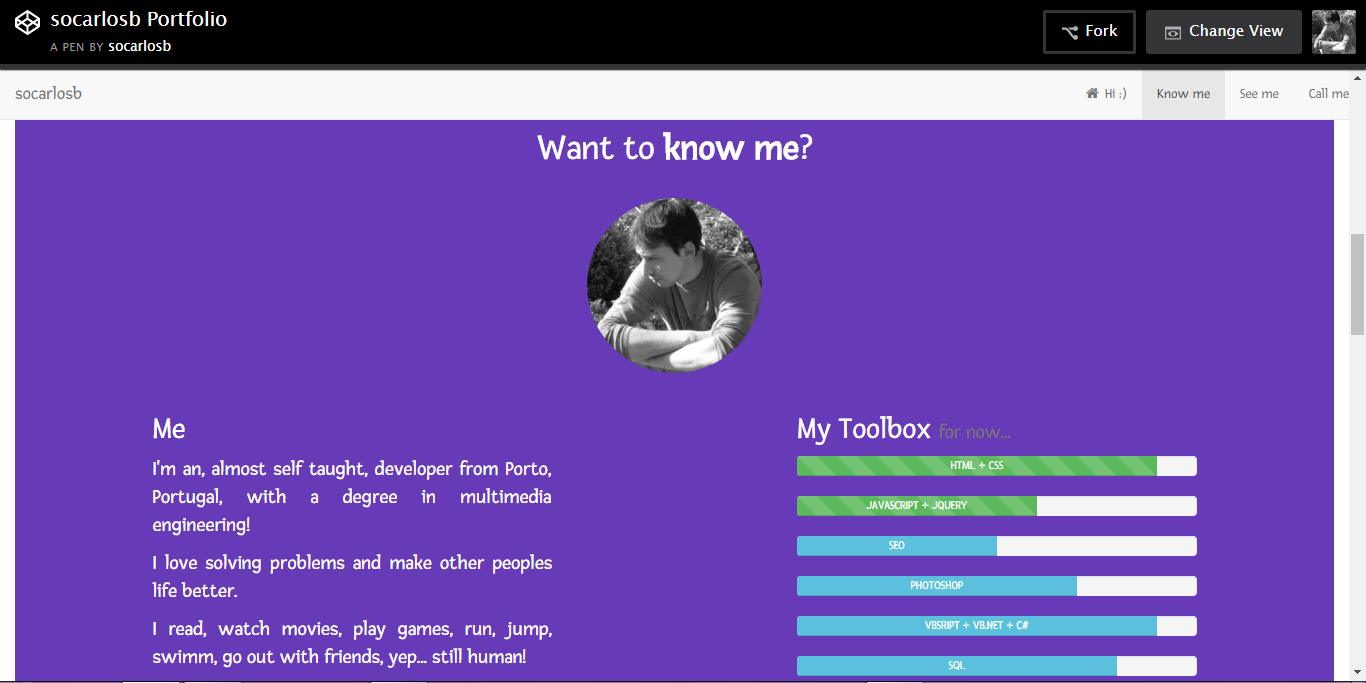 socarlosb Portfolio
A PEN BY socarlosb
Fork
Change View
socarlosb
Hi :)
Know me
See me
Call me
Want to know me?
Me
I'm an, almost self taught, developer from Porto,
Portugal, with a degree in multimedia
engineering!
I love solving problems and make other peoples
life better.
I read, watch movies, play games, run, jump,
swimm, go out with friends, yep... still human!
My Toolbox for now...
HTML + CSS
JAVASCRIPT + JQUERY
SEO
PHOTOSHOP
VBSRIPT + VB.NET + C#
SQL